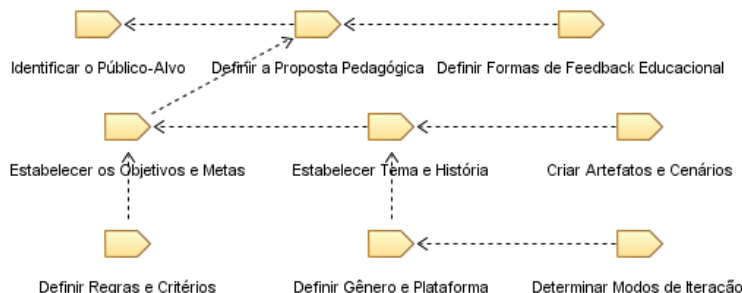 Identificar o Público-Alvo Definir a Proposta Pedagógica Definir Formas de Feedback Educacional
Estabelecer os Objetivos e Metas Estabelecer Tema e História Criar Artefatos e Cenários
Definir Regras e Critérios Definir Gênero e Plataforma Determinar Modos de Iteração